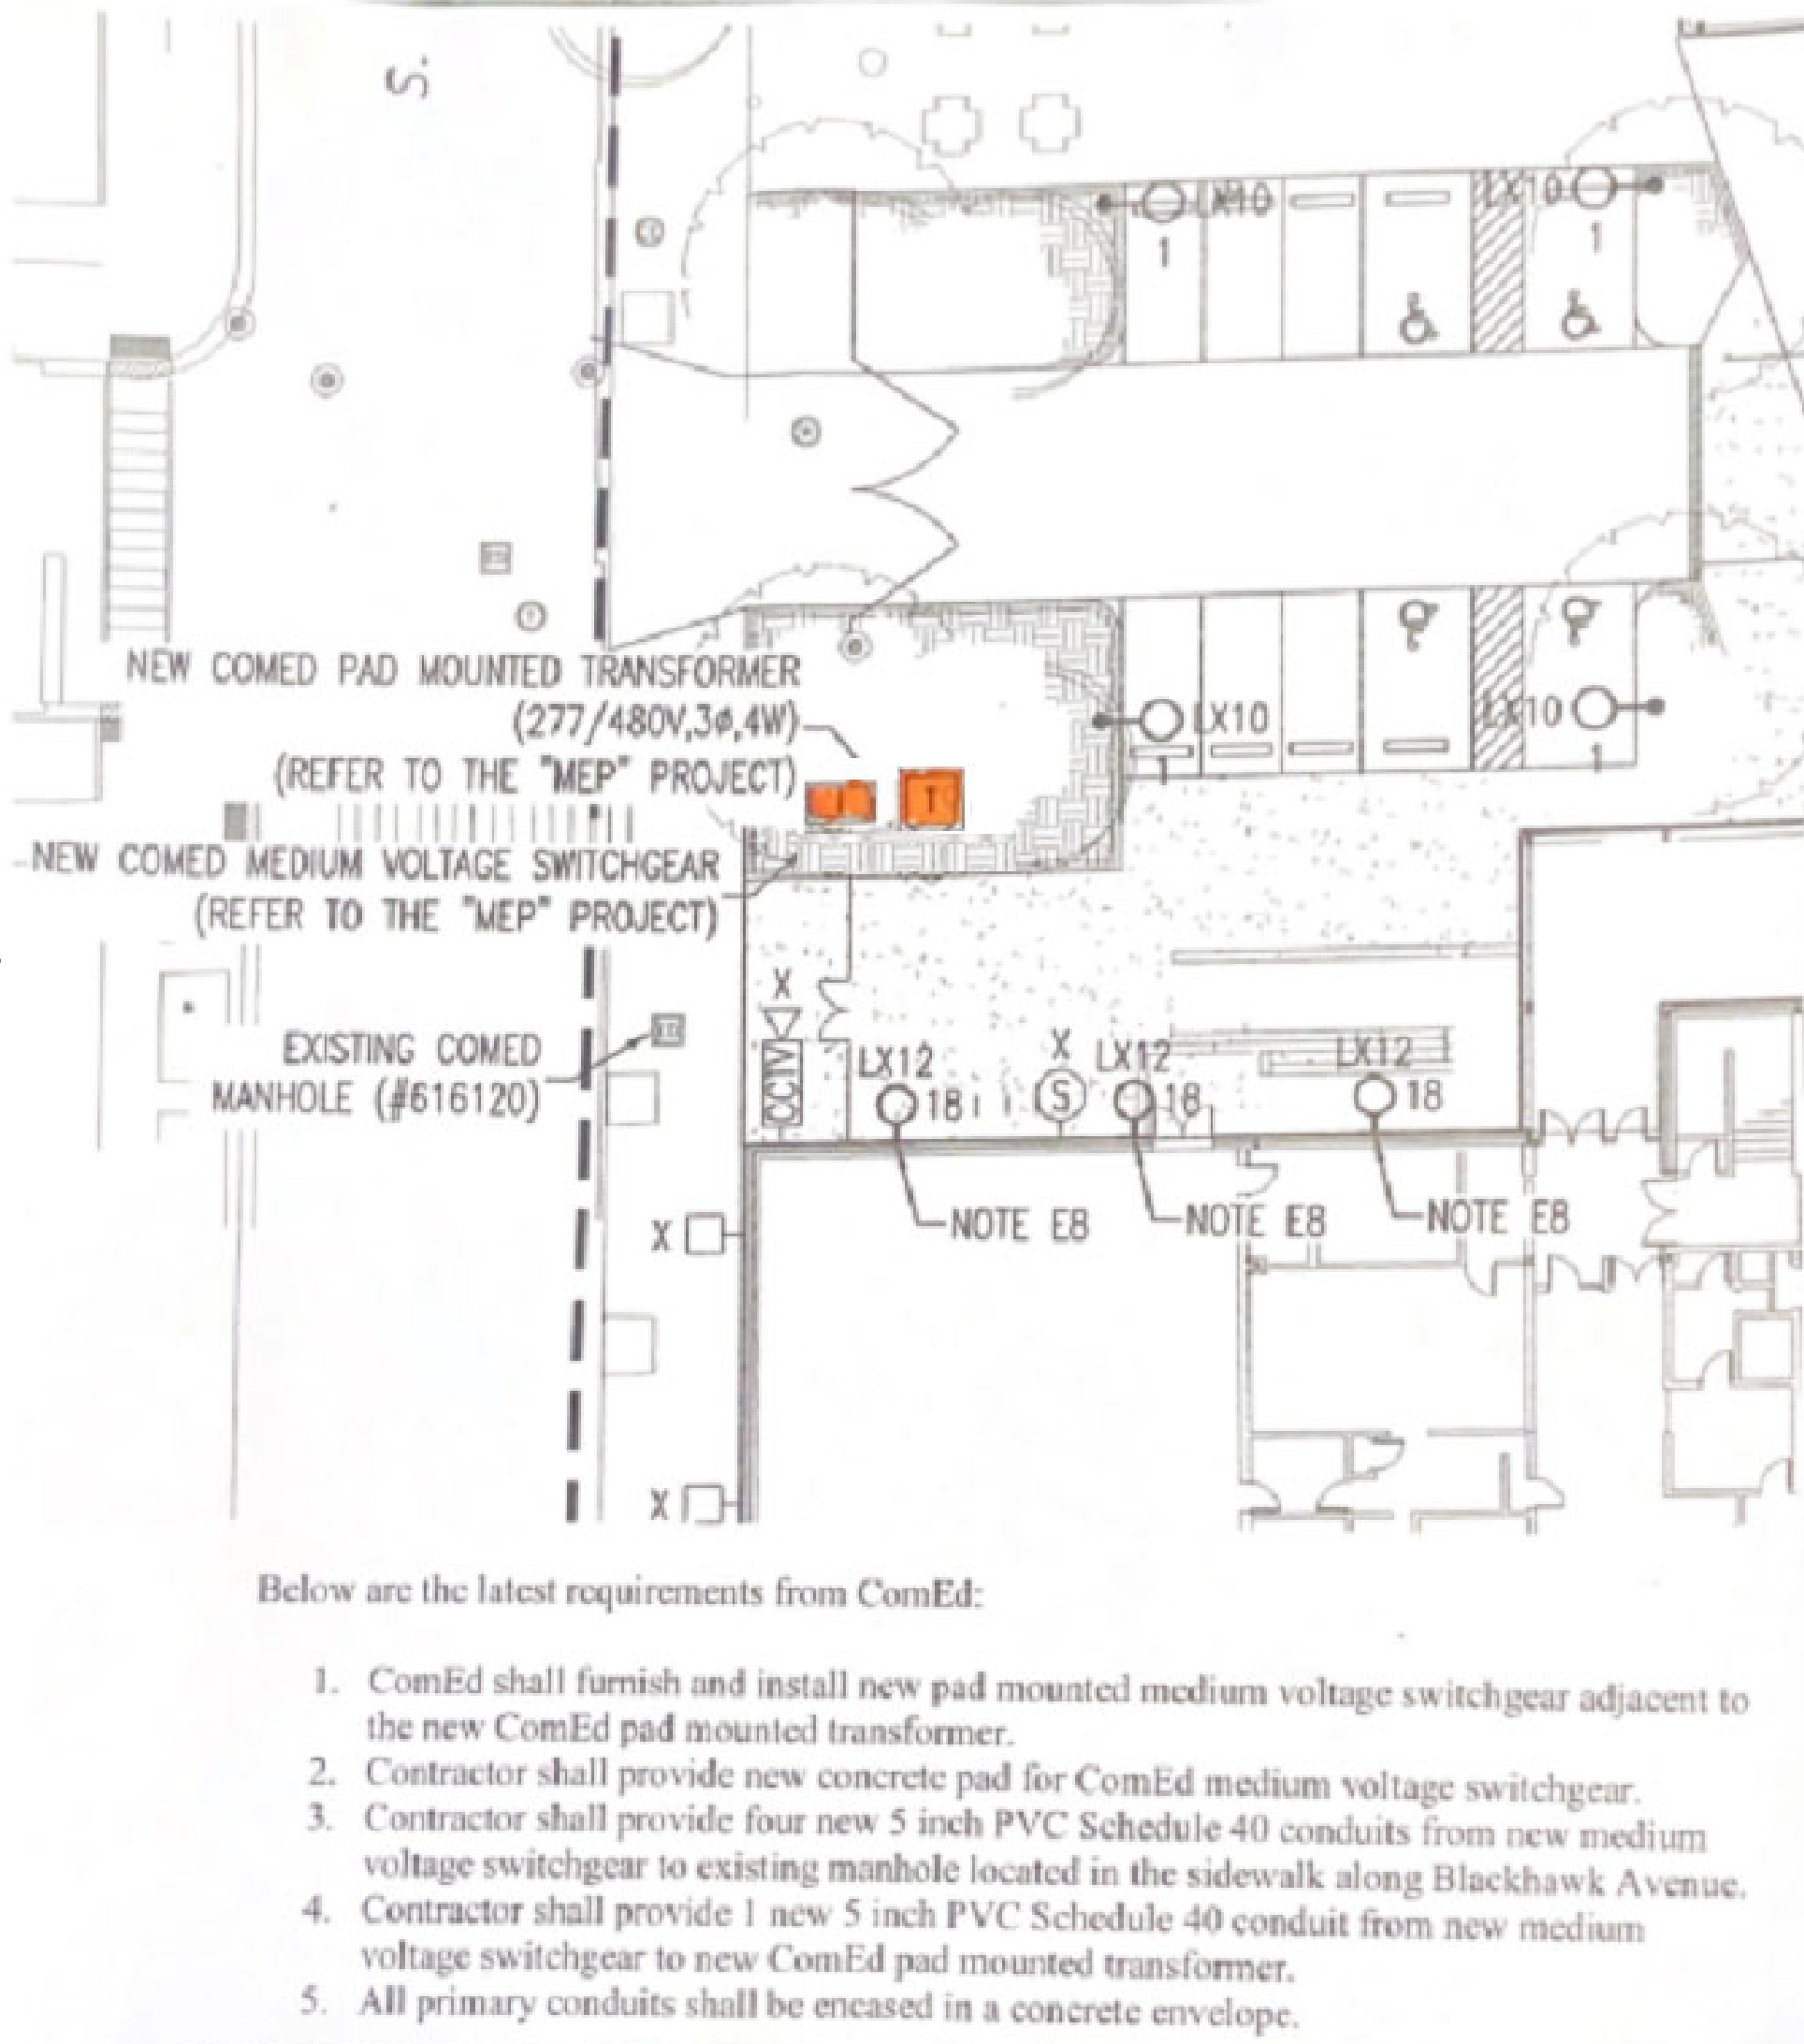 S.
LX10
LX10
1
1
NEW COMED PAD MOUNTED TRANSFORMER
(277/480V,3ø,4W)
(REFER TO THE "MEP" PROJECT)
LX10
LX10
1
1
T
NEW COMED MEDIUM VOLTAGE SWITCHGEAR
(REFER TO THE "MEP" PROJECT)
EXISTING COMED
MANHOLE (#616120)
X
CCTV
LX12
18
X
S
LX12
18
LX12
18
NOTE E8
NOTE E8
NOTE E8
X
X
Below are the latest requirements from ComEd:
1. ComEd shall furnish and install new pad mounted medium voltage switchgear adjacent to
the new ComEd pad mounted transformer.
2. Contractor shall provide new concrete pad for ComEd medium voltage switchgear.
3. Contractor shall provide four new 5 inch PVC Schedule 40 conduits from new medium
voltage switchgear to existing manhole located in the sidewalk along Blackhawk Avenue.
4. Contractor shall provide 1 new 5 inch PVC Schedule 40 conduit from new medium
voltage switchgear to new ComEd pad mounted transformer.
5. All primary conduits shall be encased in a concrete envelope.